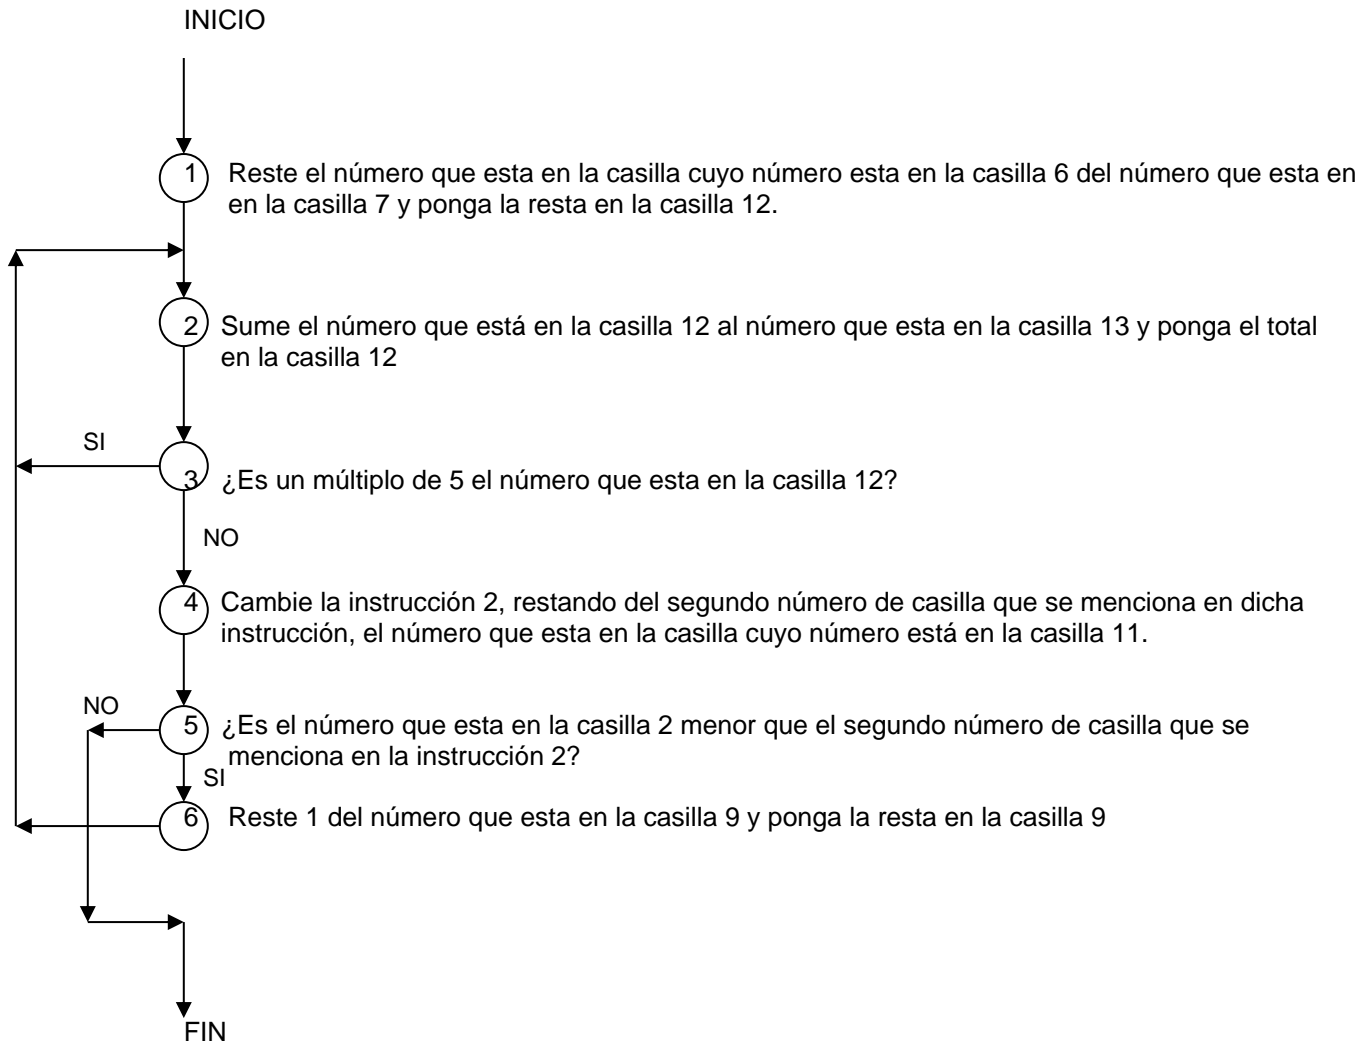 INICIO
1 Reste el número que esta en la casilla cuyo número esta en la casilla 6 del número que esta en
en la casilla 7 y ponga la resta en la casilla 12.
2 Sume el número que está en la casilla 12 al número que esta en la casilla 13 y ponga el total
en la casilla 12
SI
3 ¿Es un múltiplo de 5 el número que esta en la casilla 12?
NO
4 Cambie la instrucción 2, restando del segundo número de casilla que se menciona en dicha
instrucción, el número que esta en la casilla cuyo número está en la casilla 11.
NO
5 ¿Es el número que esta en la casilla 2 menor que el segundo número de casilla que se
menciona en la instrucción 2?
SI
6 Reste 1 del número que esta en la casilla 9 y ponga la resta en la casilla 9
FIN